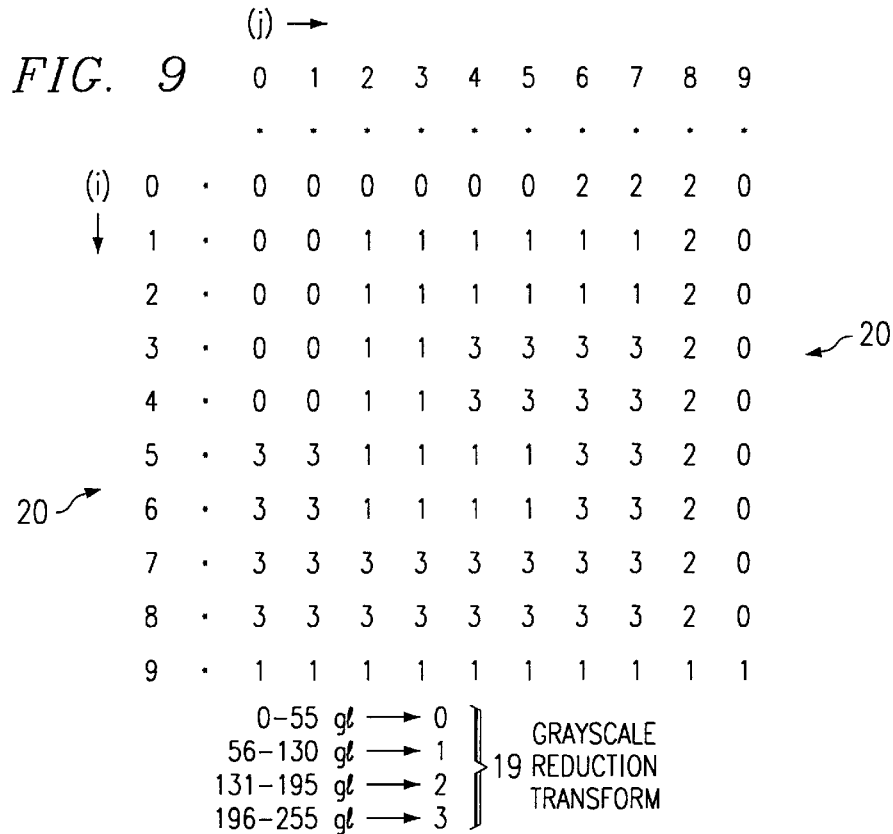 (j) →
FIG. 9 0 1 2 3 4 5 6 7 8 9
. . . . . . . . . .
(i) 0 · 0 0 0 0 0 0 2 2 2 0
↓ 1 · 0 0 1 1 1 1 1 1 2 0
2 · 0 0 1 1 1 1 1 1 2 0
3 · 0 0 1 1 3 3 3 3 2 0
20
4 · 0 0 1 1 3 3 3 3 2 0
5 · 3 3 1 1 1 1 3 3 2 0
20 6 · 3 3 1 1 1 1 3 3 2 0
7 · 3 3 3 3 3 3 3 3 2 0
8 · 3 3 3 3 3 3 3 3 2 0
9 · 1 1 1 1 1 1 1 1 1 1
0-55 gℓ → 0
56-130 gℓ → 1
131-195 gℓ → 2
196-255 gℓ → 3
19 GRAYSCALE
REDUCTION
TRANSFORM